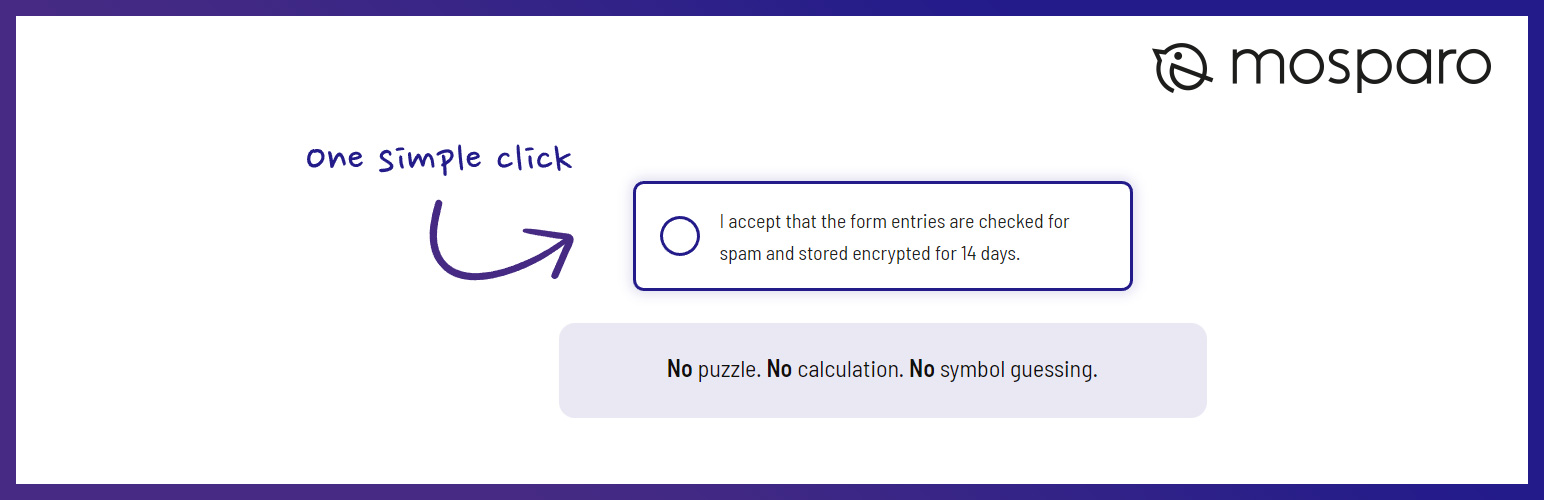 mosparo
One simple click
I accept that the form entries are checked for
spam and stored encrypted for 14 days.
No puzzle. No calculation. No symbol guessing.